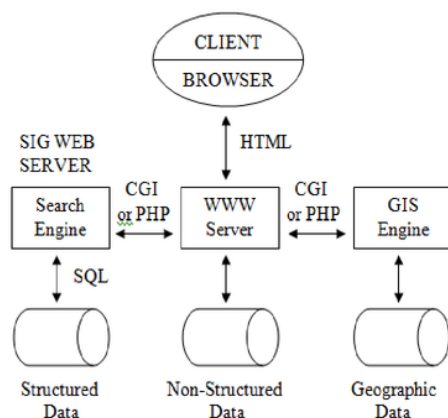 CLIENT
BROWSER
HTML
SIG WEB
SERVER
Search
Engine
CGI
or PHP
WWW
Server
CGI
or PHP
GIS
Engine
SQL
Structured
Data
Non-Structured
Data
Geographic
Data